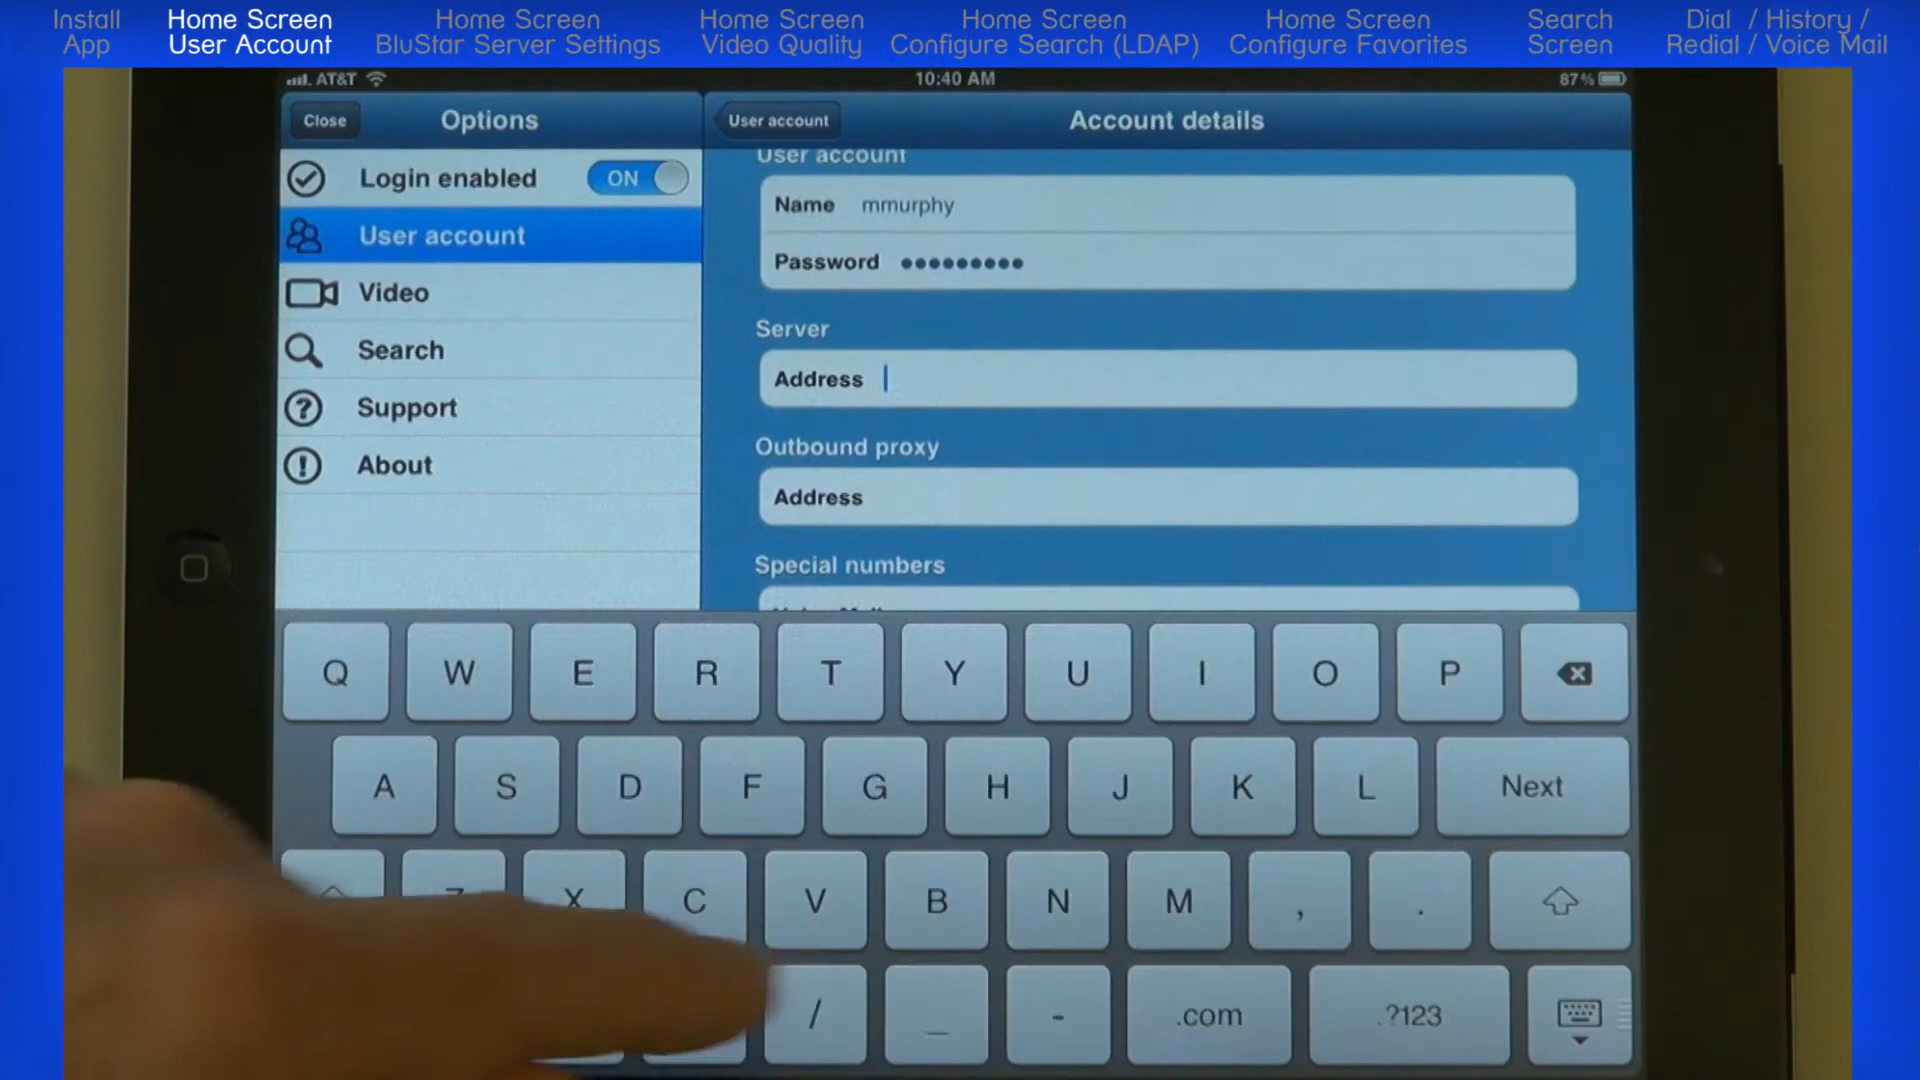 Install
App
Home Screen
User Account
Home Screen
BluStar Server Settings
Home Screen
Video Quality
Home Screen
Configure Search (LDAP)
Home Screen
Configure Favorites
Search
Screen
Dial / History /
Redial / Voice Mail
AT&T
10:40 AM
87%
Close
Options
User account
Account details
Login enabled ON
User account
Video
Search
Support
About
User account
Name mmurphy
Password
Server
Address
Outbound proxy
Address
Special numbers
Q W E R T Y U I O P
A S D F G H J K L Next
X C V B N M , .
/ _ - .com .?123